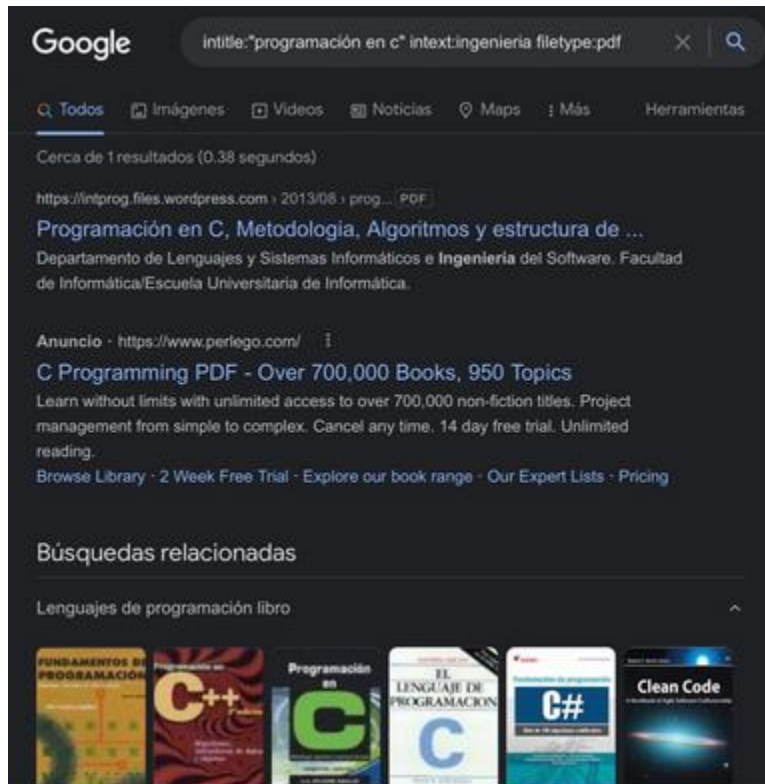 Google
intitle:"programación en c" intext:ingenieria filetype:pdf
Todos Imágenes Videos Noticias Maps Más Herramientas
Cerca de 1 resultados (0.38 segundos)
https://intprog.files.wordpress.com › 2013/08 › prog... PDF
Programación en C, Metodologia, Algoritmos y estructura de ...
Departamento de Lenguajes y Sistemas Informáticos e Ingenieria del Software. Facultad
de Informática/Escuela Universitaria de Informática.
Anuncio · https://www.perlego.com/
C Programming PDF - Over 700,000 Books, 950 Topics
Learn without limits with unlimited access to over 700,000 non-fiction titles. Project
management from simple to complex. Cancel any time. 14 day free trial. Unlimited
reading.
Browse Library · 2 Week Free Trial · Explore our book range · Our Expert Lists · Pricing
Búsquedas relacionadas
Lenguajes de programación libro
FUNDAMENTOS DE
PROGRAMACIÓN
Programación en
C++
Programación
en
C
EL
LENGUAJE DE
PROGRAMACION
C
Fundamentos de programación
C#
Clean Code